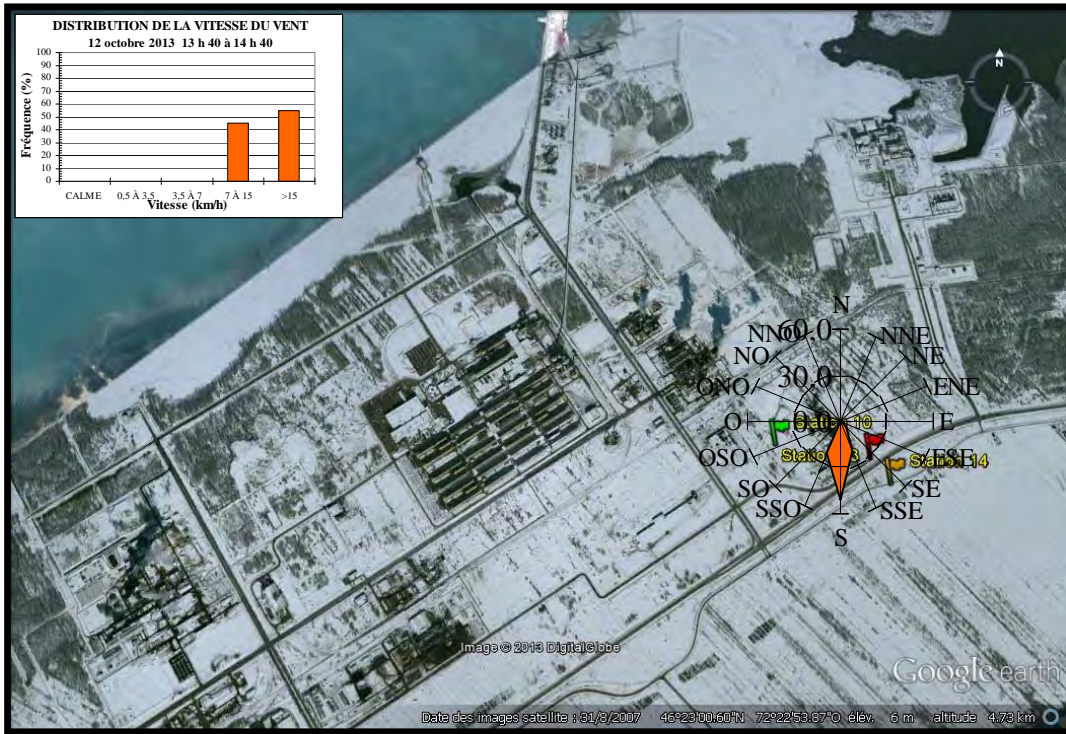 DISTRIBUTION DE LA VITESSE DU VENT
12 octobre 2013 13 h 40 à 14 h 40
Fréquence (%)
100
90
80
70
60
50
40
30
20
10
0
CALME 0,5 À 3,5 3,5 À 7 7 À 15 >15
Vitesse (km/h)
N
N
NNO 60,0 NNE
NO NE
ONO 30,0 ENE
O 0,0 E
Station 10
OSO ESE
Station 14
SO SE
SSO SSE
S
Image © 2013 DigitalGlobe
Google earth
Date des images satellite : 31/8/2007 46°23'00.60"N 72°22'53.87"O élév. 6 m altitude 4.73 km